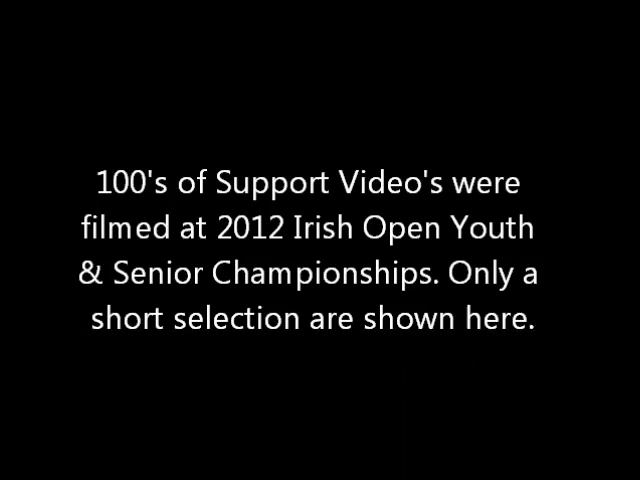 100's of Support Video's were
filmed at 2012 Irish Open Youth
& Senior Championships. Only a
short selection are shown here.